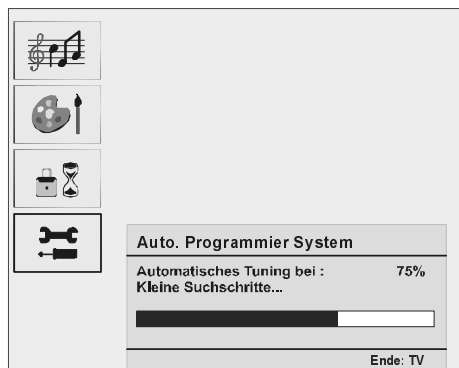 Auto. Programmier System
Automatisches Tuning bei : 75%
Kleine Suchschritte...
Ende: TV